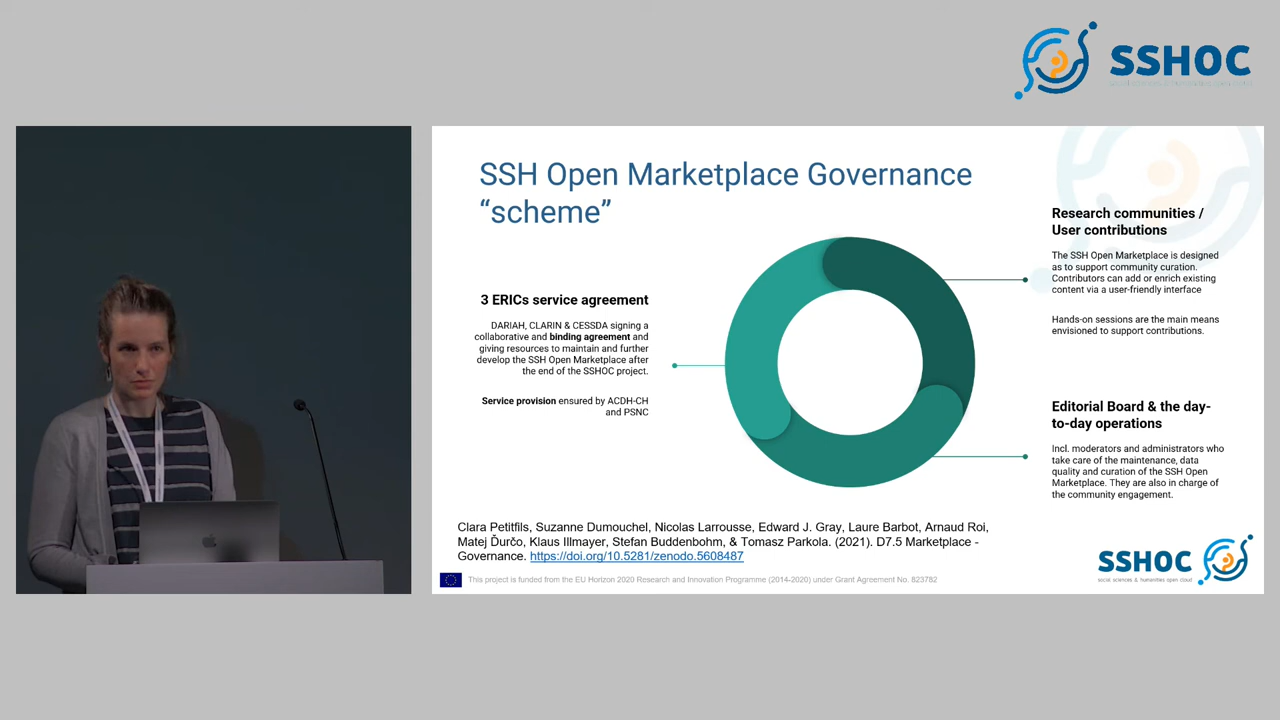 SSHOC
SSH Open Marketplace Governance
“scheme”
3 ERICs service agreement
DARIAH, CLARIN & CESSDA signing a
collaborative and binding agreement and
giving resources to maintain and further
develop the SSH Open Marketplace after
the end of the SSHOC project.
Service provision ensured by ACDH-CH
and PSNC
Research communities /
User contributions
The SSH Open Marketplace is designed
as to support community curation.
Contributors can add or enrich existing
content via a user-friendly interface
Hands-on sessions are the main means
envisioned to support contributions.
Editorial Board & the day-
to-day operations
Incl. moderators and administrators who
take care of the maintenance, data
quality and curation of the SSH Open
Marketplace. They are also in charge of
the community engagement.
Clara Petitfils, Suzanne Dumouchel, Nicolas Larrousse, Edward J. Gray, Laure Barbot, Arnaud Roi,
Matej Ďurčo, Klaus Illmayer, Stefan Buddenbohm, & Tomasz Parkola. (2021). D7.5 Marketplace -
Governance. https://doi.org/10.5281/zenodo.5608487
This project is funded from the EU Horizon 2020 Research and Innovation Programme (2014-2020) under Grant Agreement No. 823782
SSHOC
social sciences & humanities open cloud